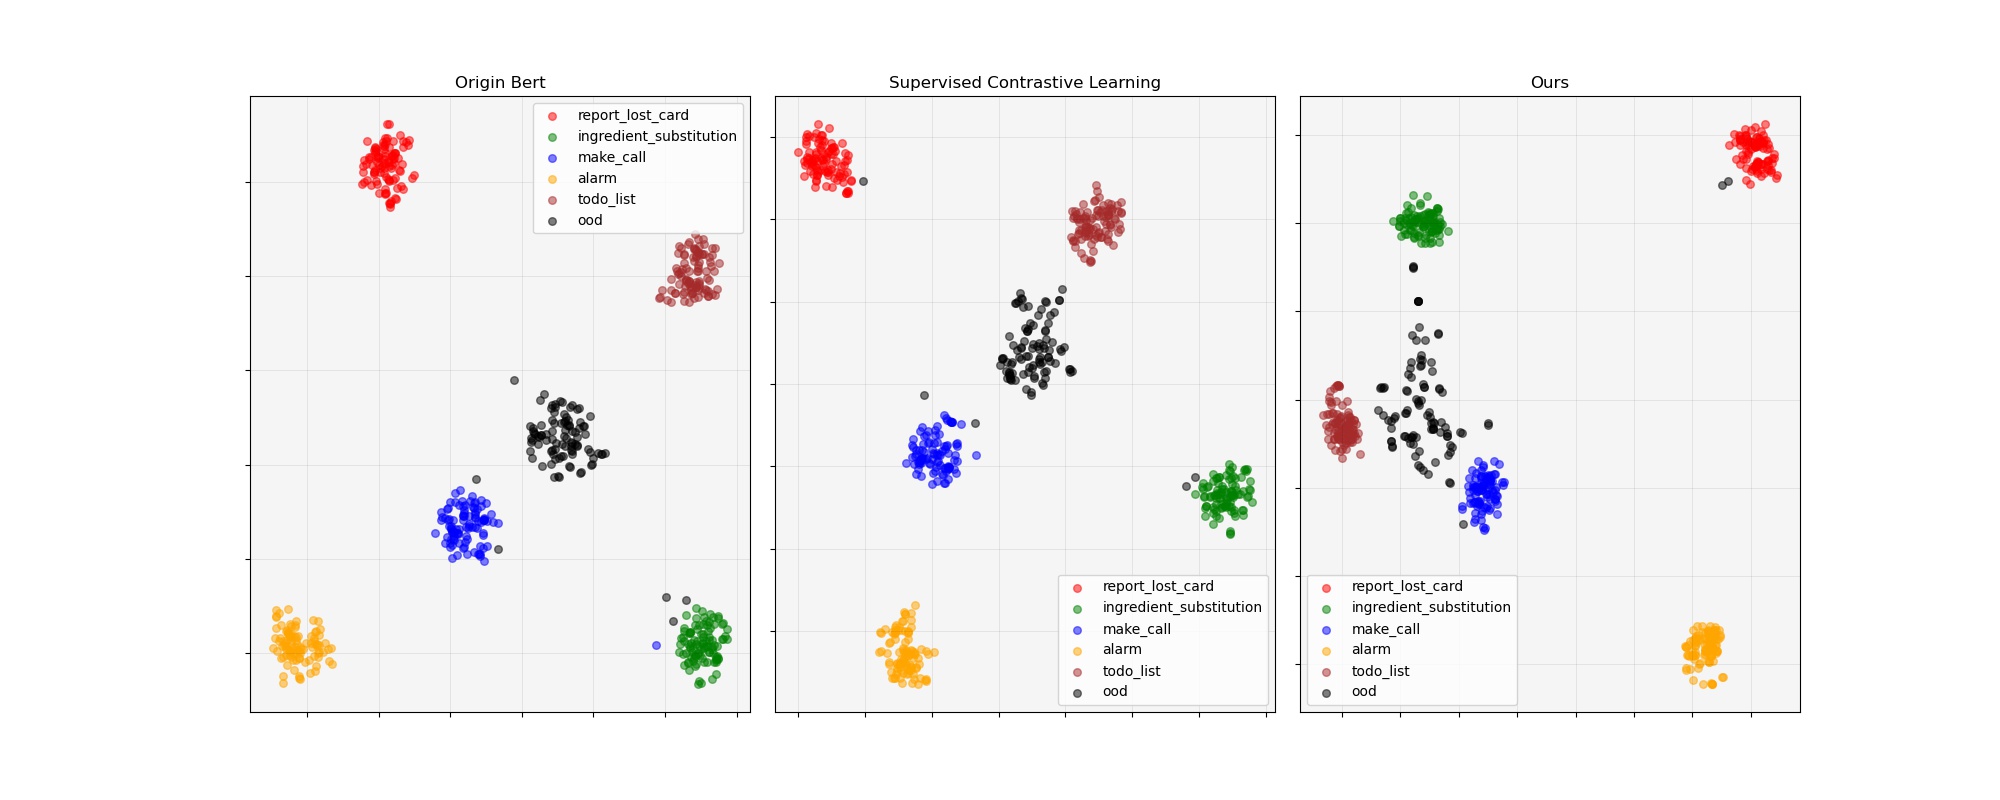 Origin Bert
report_lost_card
ingredient_substitution
make_call
alarm
todo_list
ood
Supervised Contrastive Learning
report_lost_card
ingredient_substitution
make_call
alarm
todo_list
ood
Ours
report_lost_card
ingredient_substitution
make_call
alarm
todo_list
ood